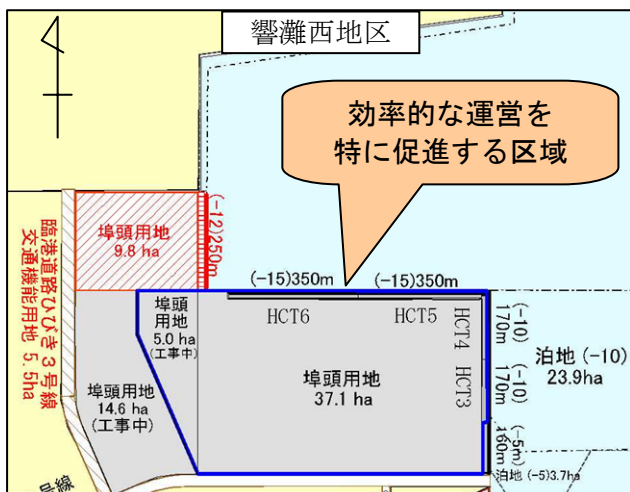 響灘西地区
効率的な運営を
特に促進する区域
埠頭用地
9.8 ha
(-12)250m
臨港道路ひびき3号線
交通機能用地 5.5ha
(-15)350m
(-15)350m
埠頭
用地
5.0 ha
(工事中)
HCT6
HCT5
HCT4
HCT3
(-10)
170m
(-10)
170m
(-5m)
160m
泊地(-10)
23.9ha
埠頭用地
37.1 ha
埠頭用地
14.6 ha
(工事中)
泊地(-5)3.7ha
号線